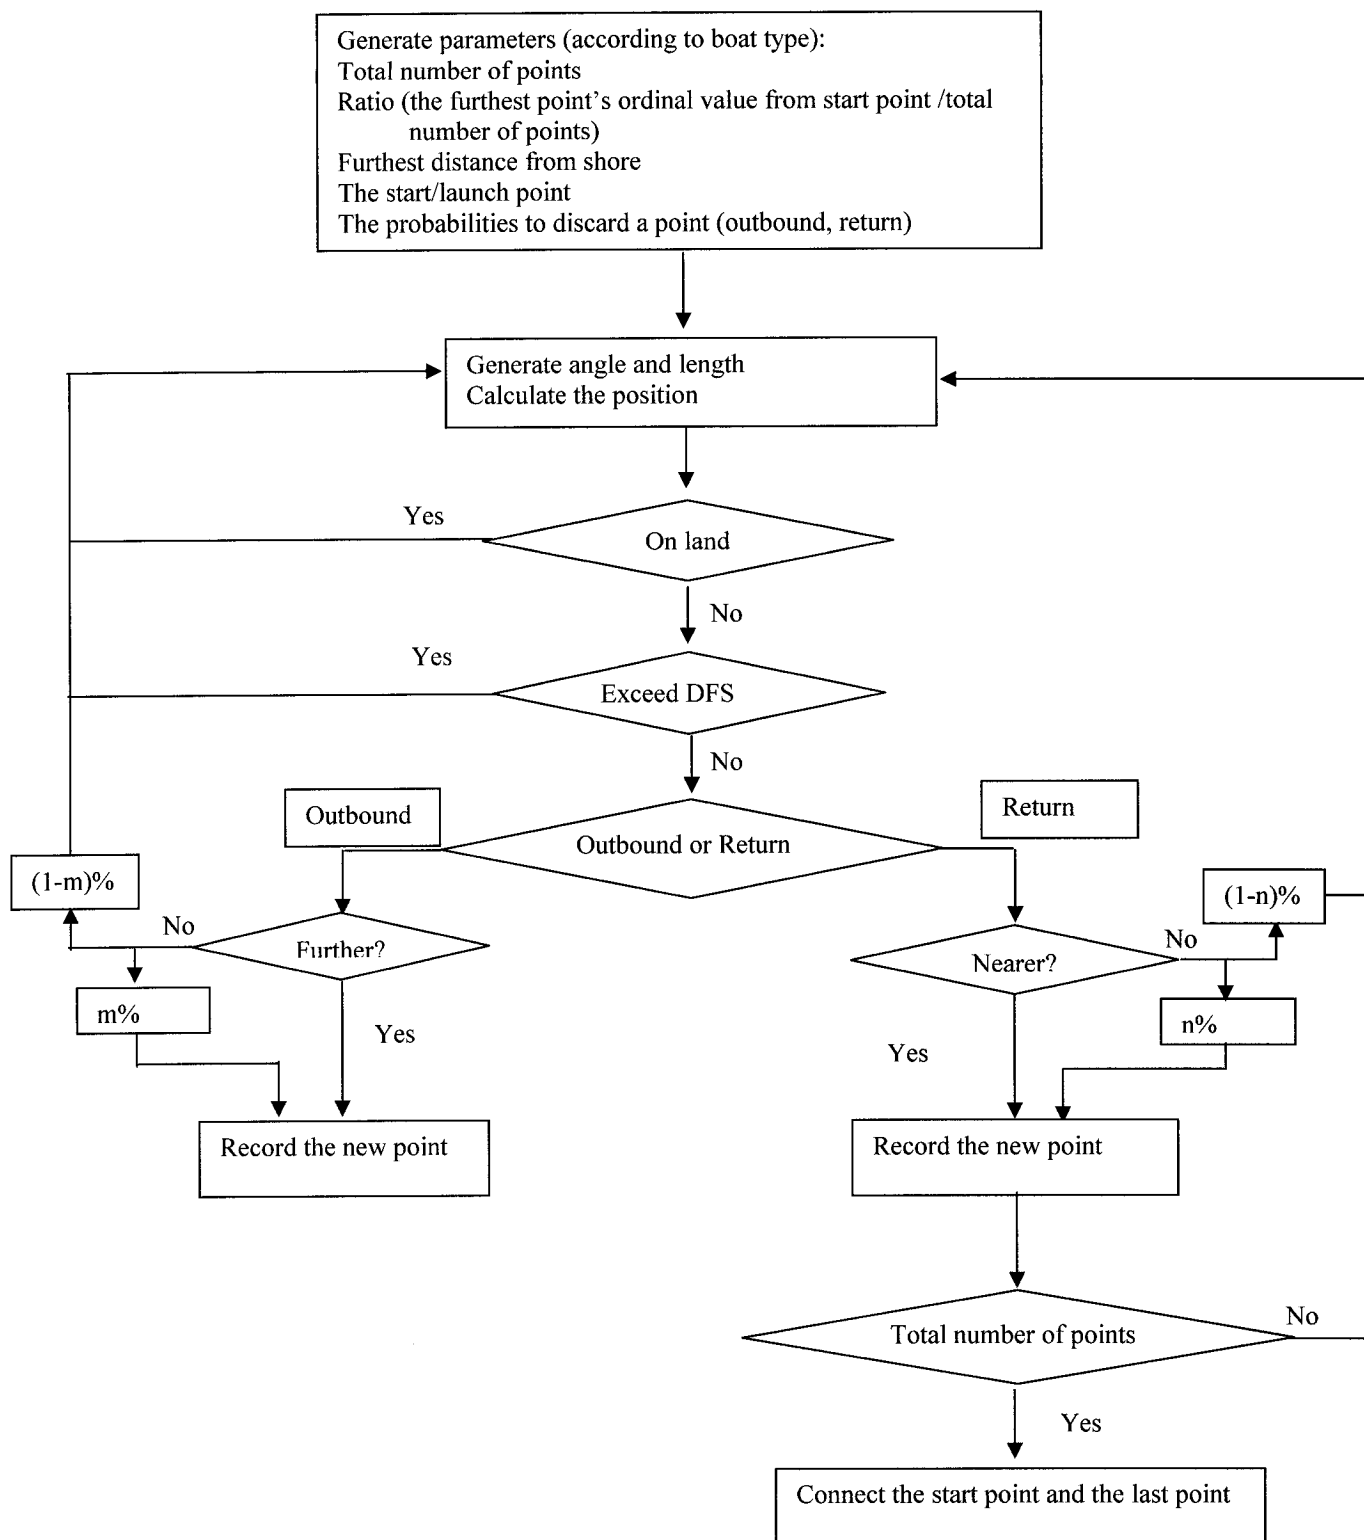 Generate parameters (according to boat type):
Total number of points
Ratio (the furthest point's ordinal value from start point /total
number of points)
Furthest distance from shore
The start/launch point
The probabilities to discard a point (outbound, return)
Generate angle and length
Calculate the position
Yes
On land
No
Yes
Exceed DFS
No
Outbound
Outbound or Return
Return
(1-m)%
No
Further?
m%
Yes
(1-n)%
No
Nearer?
n%
Yes
Record the new point
Record the new point
Total number of points
No
Yes
Connect the start point and the last point